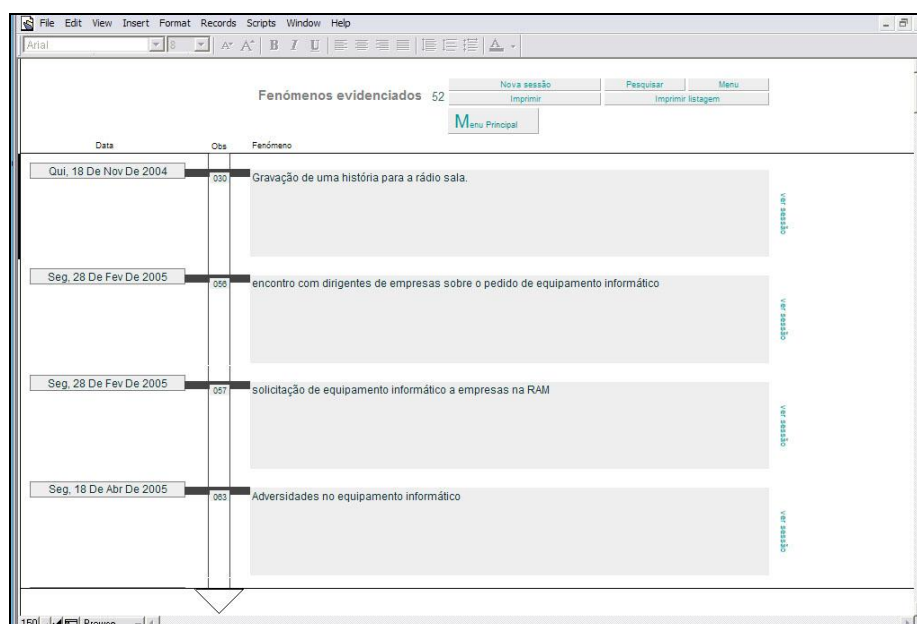 File Edit View Insert Format Records Scripts Window Help
Arial 8 B I U A
Fenómenos evidenciados 52
Nova sessão Pesquisar Menu
Imprimir Imprimir listagem
Menu Principal
Data Obs Fenómeno
Qui, 18 De Nov De 2004 030 Gravação de uma história para a rádio sala.
ver sessão
Seg, 28 De Fev De 2005 056 encontro com dirigentes de empresas sobre o pedido de equipamento informático
ver sessão
Seg, 28 De Fev De 2005 057 solicitação de equipamento informático a empresas na RAM
ver sessão
Seg, 18 De Abr De 2005 063 Adversidades no equipamento informático
ver sessão
150 Browse